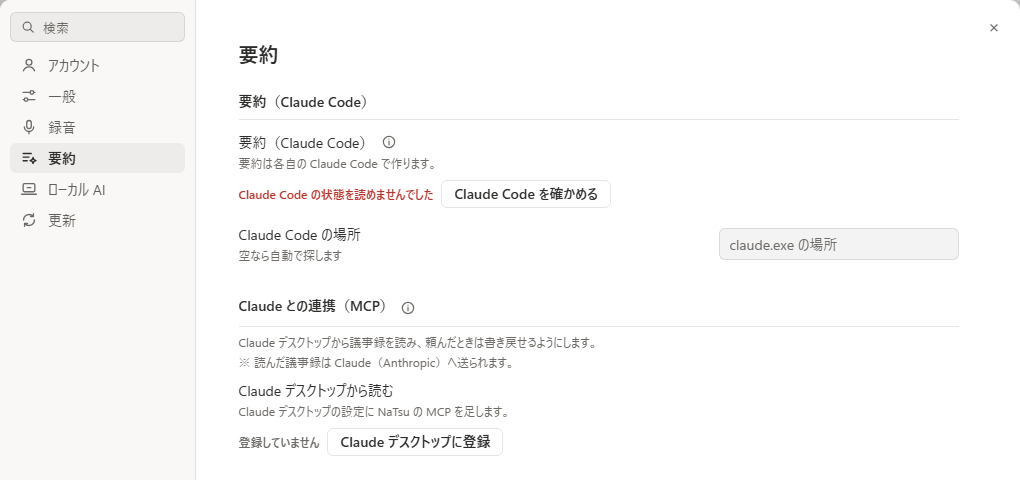 検索
アカウント
一般
録音
要約
ローカル AI
更新
×
要約
要約（Claude Code）
要約（Claude Code）
要約は各自の Claude Code で作ります。
Claude Code の状態を読めませんでした
Claude Code を確かめる
Claude Code の場所
空なら自動で探します
claude.exe の場所
Claude との連携（MCP）
Claude デスクトップから議事録を読み、頼んだときは書き戻せるようにします。
※ 読んだ議事録は Claude（Anthropic）へ送られます。
Claude デスクトップから読む
Claude デスクトップの設定に NaTsu の MCP を足します。
登録していません
Claude デスクトップに登録